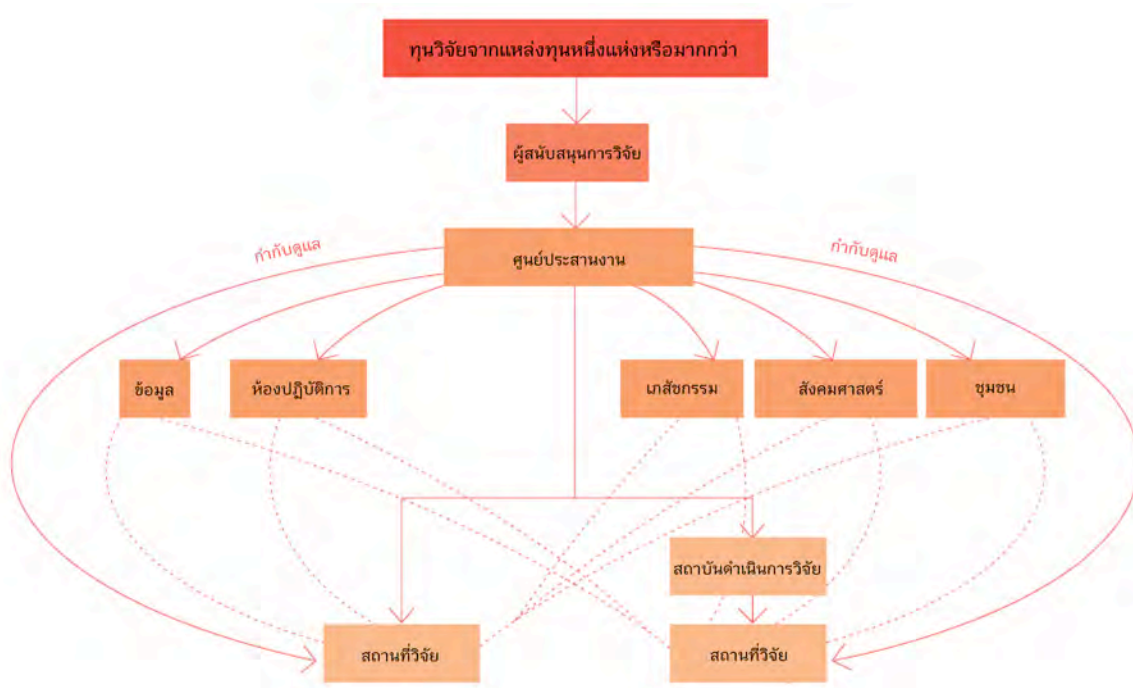 ทุนวิจัยจากแหล่งทุนหนึ่งแห่งหรือมากกว่า
ผู้สนับสนุนการวิจัย
กำกับดูแล
กำกับดูแล
ศูนย์ประสานงาน
ข้อมูล
ห้องปฏิบัติการ
เภสัชกรรม
สังคมศาสตร์
ชุมชน
สถาบันดำเนินการวิจัย
สถานที่วิจัย
สถานที่วิจัย